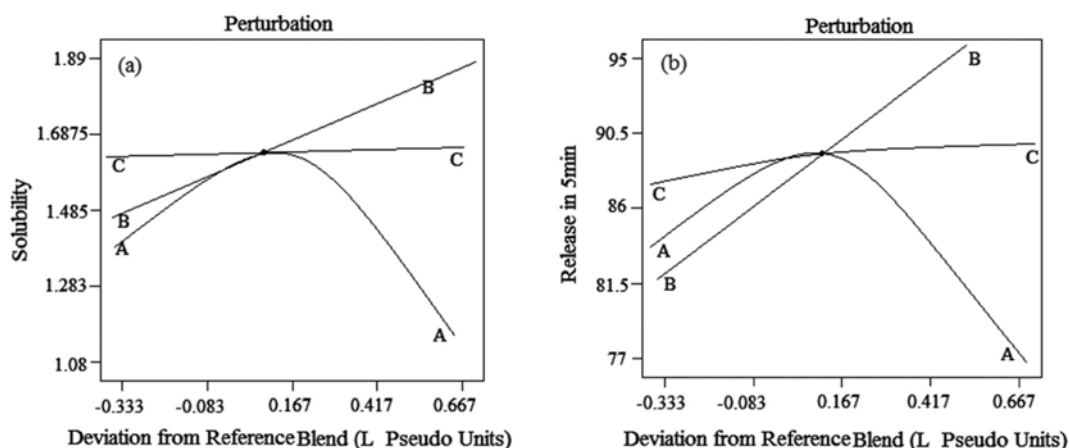 Perturbation
(a)
1.89
1.6875
1.485
1.283
1.08
Solubility
B
C
C
B
A
A
-0.333
-0.083
0.167
0.417
0.667
Deviation from Reference Blend (L_Pseudo Units)
Perturbation
(b)
95
90.5
86
81.5
77
Release in 5min
B
C
C
A
B
A
-0.333
-0.083
0.167
0.417
0.667
Deviation from Reference Blend (L_Pseudo Units)